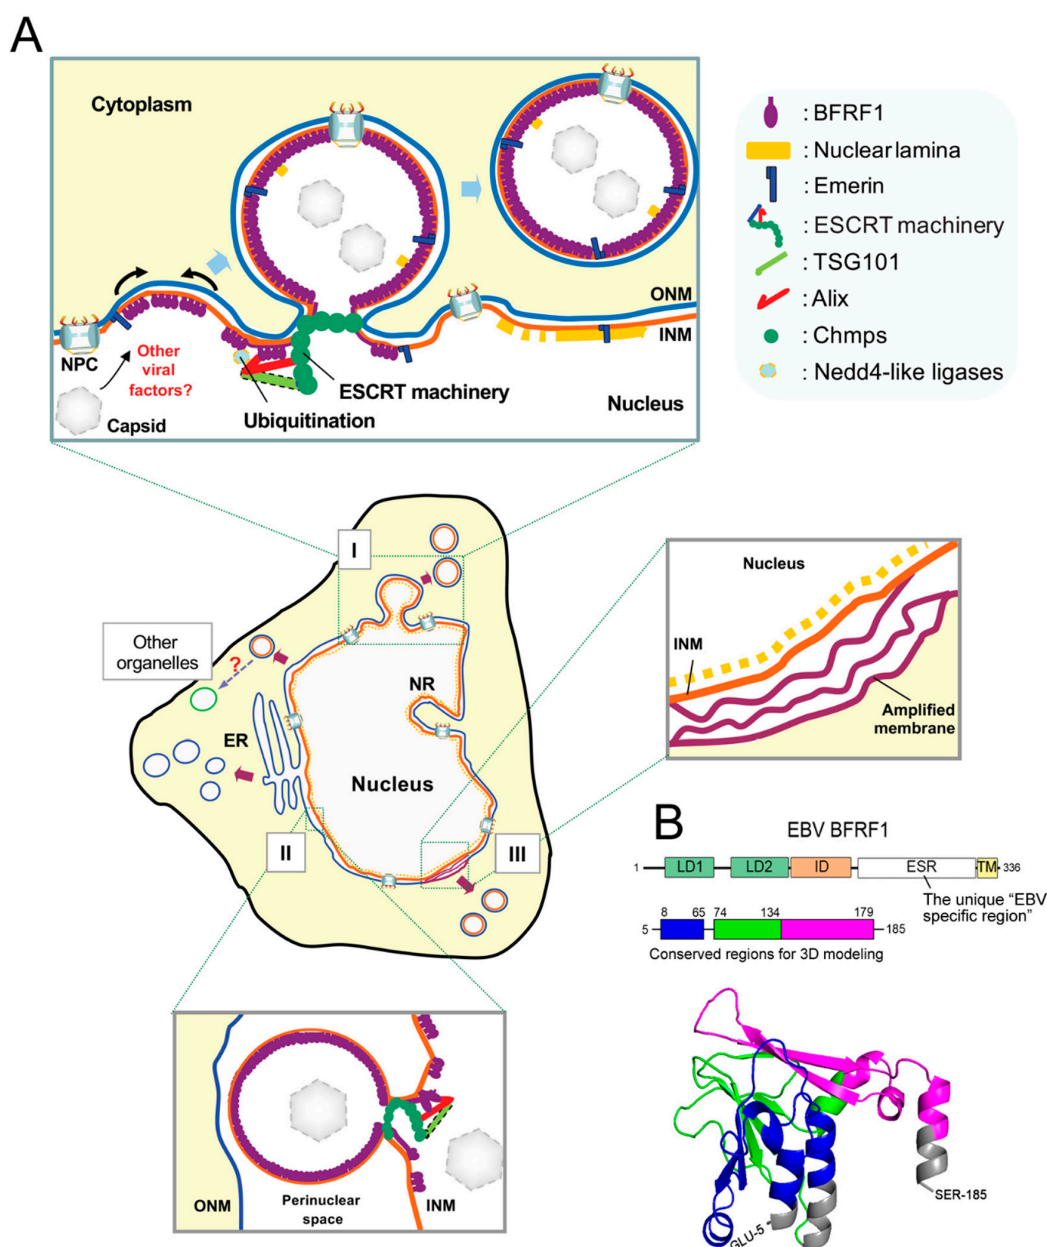 A
Cytoplasm
ONM
INM
NPC
Other
viral
factors?
ESCRT machinery
Capsid
Ubiquitination
Nucleus
: BFRF1
: Nuclear lamina
: Emerin
: ESCRT machinery
: TSG101
: Alix
: Chmps
: Nedd4-like ligases
I
Other
organelles
?
ER
NR
Nucleus
II
III
Nucleus
INM
Amplified
membrane
ONM
Perinuclear
space
INM
B
EBV BFRF1
1 LD1 LD2 ID ESR TM 336
The unique “EBV
specific region”
8 65 74 134 179
5 185
Conserved regions for 3D modeling
SER-185
GLU-5